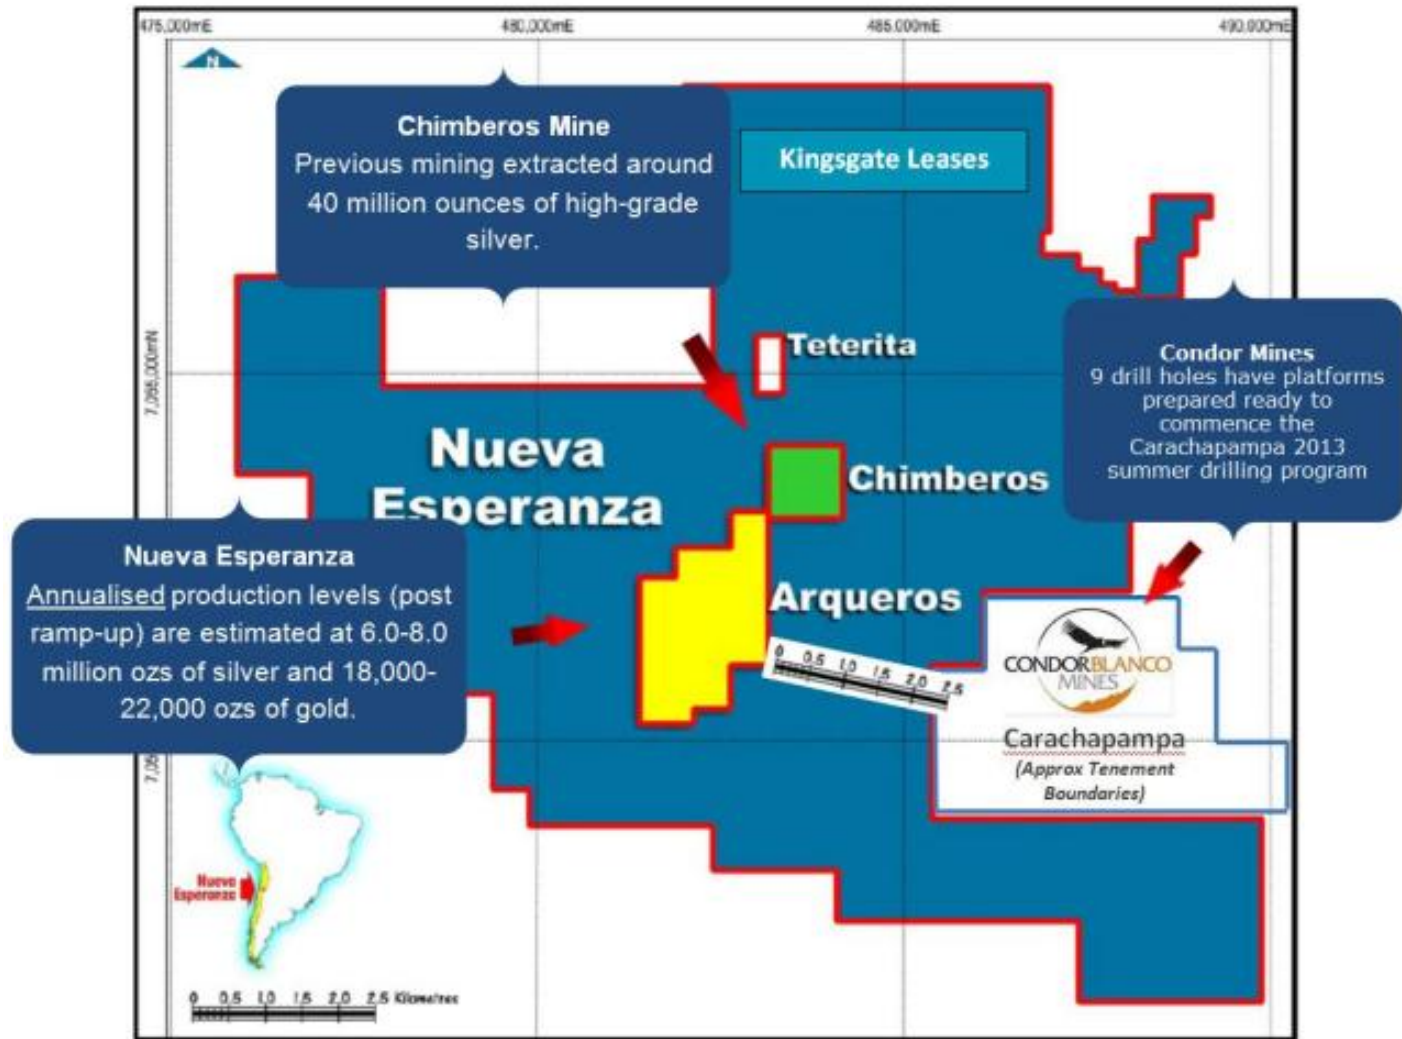 475,000mE
480,000mE
485,000mE
490,000mE
N
Chimberos Mine
Previous mining extracted around
40 million ounces of high-grade
silver.
Kingsgate Leases
Teterita
7,055,000mN
Condor Mines
9 drill holes have platforms
prepared ready to
commence the
Carachapampa 2013
summer drilling program
Nueva
Esperanza
Chimberos
Nueva Esperanza
Annualised production levels (post
ramp-up) are estimated at 6.0-8.0
million ozs of silver and 18,000-
22,000 ozs of gold.
Arqueros
0 0.5 1.0 1.5 2.0 2.5
CONDORBLANCO
MINES
Carachapampa
(Approx Tenement
Boundaries)
Nueva
Esperanza
0 0.5 1.0 1.5 2.0 2.5 Kilometres